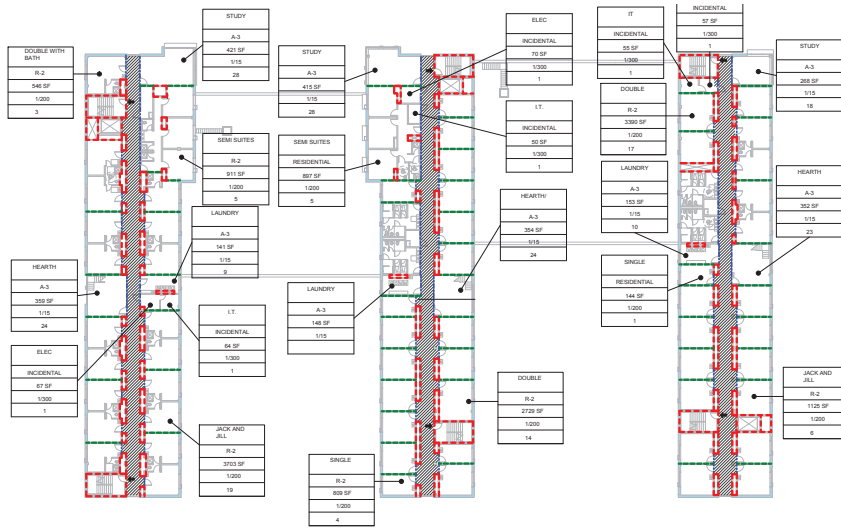 STUDY
A-3
421 SF
1/15
28
DOUBLE WITH
BATH
R-2
546 SF
1/200
3
SEMI SUITES
R-2
911 SF
1/200
5
LAUNDRY
A-3
141 SF
1/15
9
HEARTH
A-3
359 SF
1/15
24
I.T.
INCIDENTAL
64 SF
1/300
1
ELEC
INCIDENTAL
67 SF
1/300
1
JACK AND
JILL
R-2
3703 SF
1/200
19
STUDY
A-3
415 SF
1/15
28
SEMI SUITES
RESIDENTIAL
897 SF
1/200
5
ELEC
INCIDENTAL
70 SF
1/300
1
I.T.
INCIDENTAL
50 SF
1/300
1
HEARTH/
A-3
354 SF
1/15
24
LAUNDRY
A-3
148 SF
1/15
DOUBLE
R-2
2729 SF
1/200
14
SINGLE
R-2
809 SF
1/200
4
IT
INCIDENTAL
55 SF
1/300
1
INCIDENTAL
57 SF
1/300
1
STUDY
A-3
268 SF
1/15
18
DOUBLE
R-2
3390 SF
1/200
17
LAUNDRY
A-3
153 SF
1/15
10
HEARTH
A-3
352 SF
1/15
23
SINGLE
RESIDENTIAL
144 SF
1/200
1
JACK AND
JILL
R-2
1125 SF
1/200
6